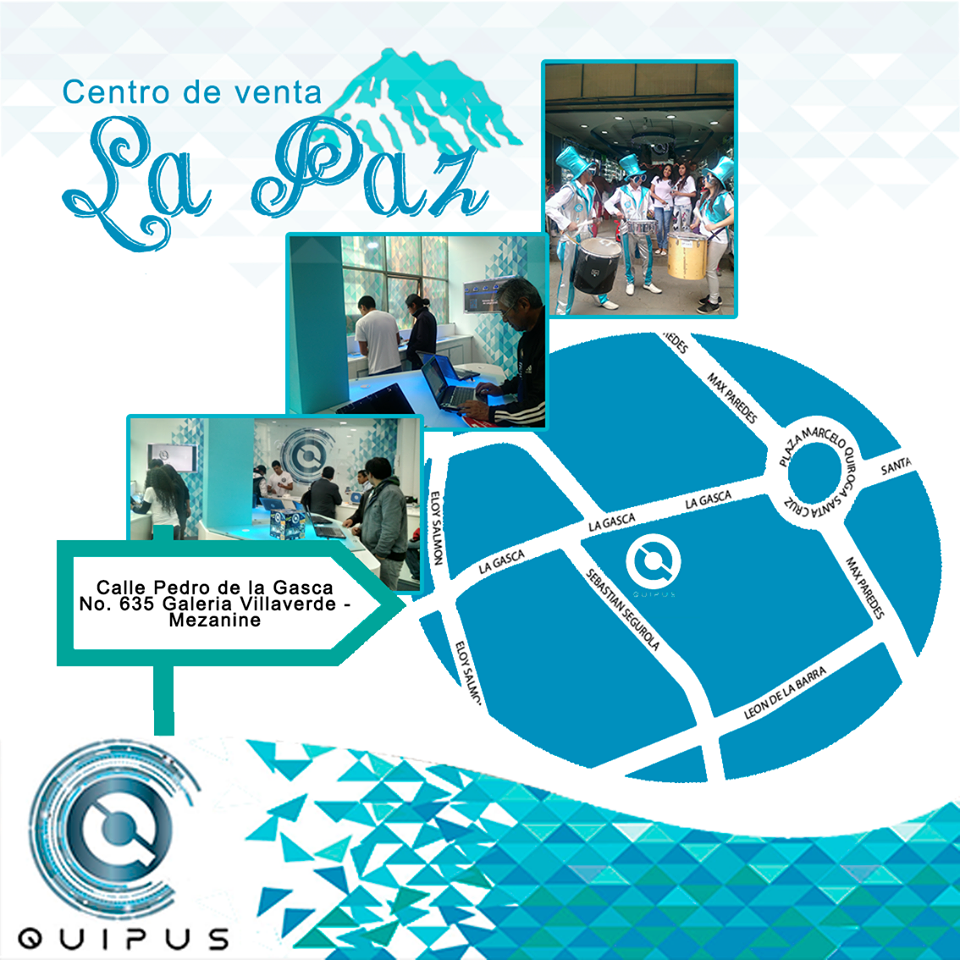 Centro de venta
La Paz
Calle Pedro de la Gasca
No. 635 Galeria Villaverde -
Mezanine
REDES
MAX PAREDES
PLAZA MARCELO QUIROGA SANTA CRUZ
SANTA
LA GASCA
LA GASCA
LA GASCA
ELOY SALMON
QUIPUS
SEBASTIAN SEGUROLA
MAX PAREDES
ELOY SALMON
LEON DE LA BARRA
QUIPUS